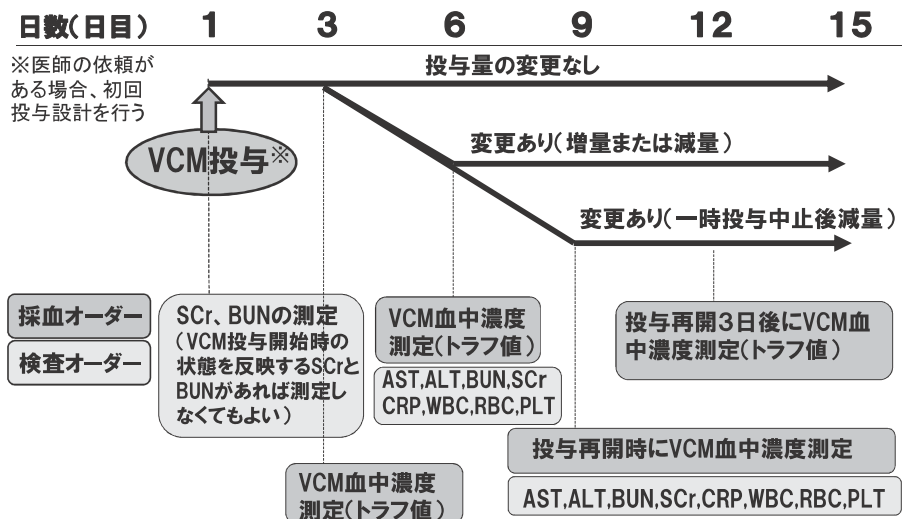 日数(日目) 1 3 6 9 12 15
※医師の依頼が
ある場合、初回
投与設計を行う
投与量の変更なし
VCM投与※
変更あり(増量または減量)
変更あり(一時投与中止後減量)
採血オーダー
検査オーダー
SCr、BUNの測定
(VCM投与開始時の
状態を反映するSCrと
BUNがあれば測定し
なくてもよい)
VCM血中濃度
測定(トラフ値)
AST,ALT,BUN,SCr
CRP,WBC,RBC,PLT
投与再開3日後にVCM血
中濃度測定(トラフ値)
VCM血中濃度
測定(トラフ値)
投与再開時にVCM血中濃度測定
AST,ALT,BUN,SCr,CRP,WBC,RBC,PLT